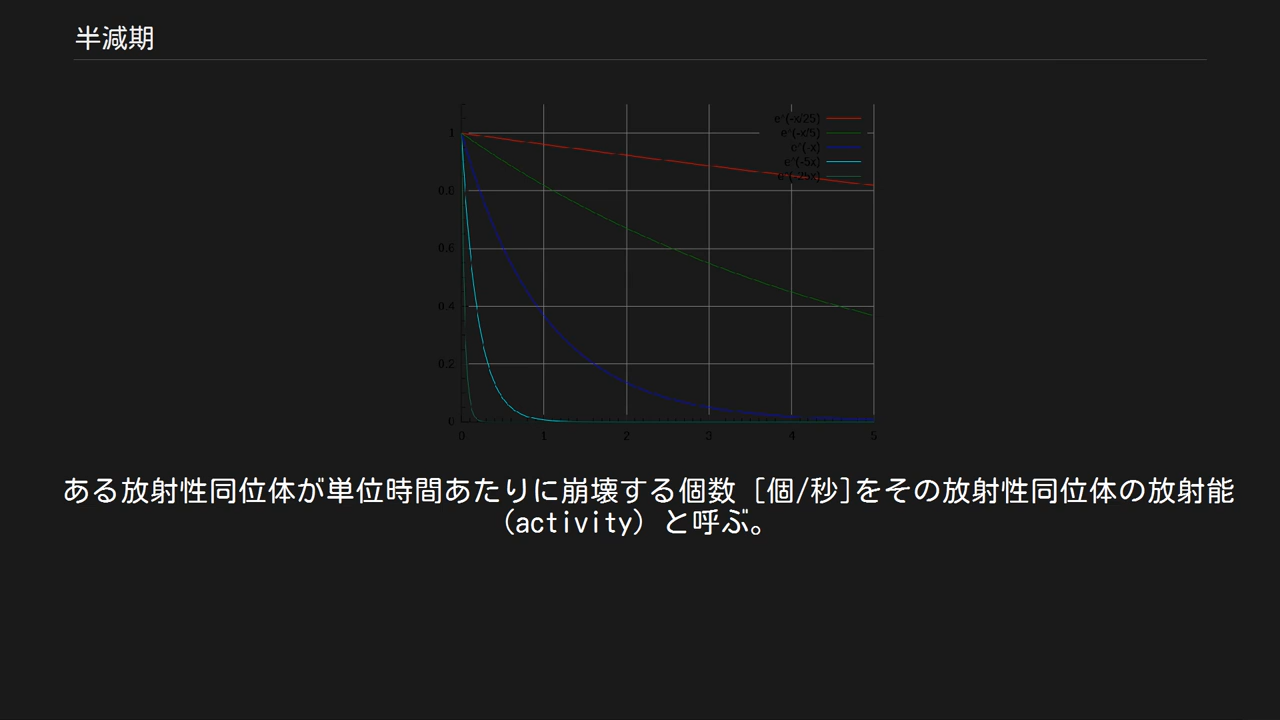 半減期
e^(-x/25)
e^(-x/5)
e^(-x)
e^(-5x)
e^(-25x)
1
0.8
0.6
0.4
0.2
0
0 1 2 3 4 5
ある放射性同位体が単位時間あたりに崩壊する個数 [個/秒]をその放射性同位体の放射能
(activity) と呼ぶ。